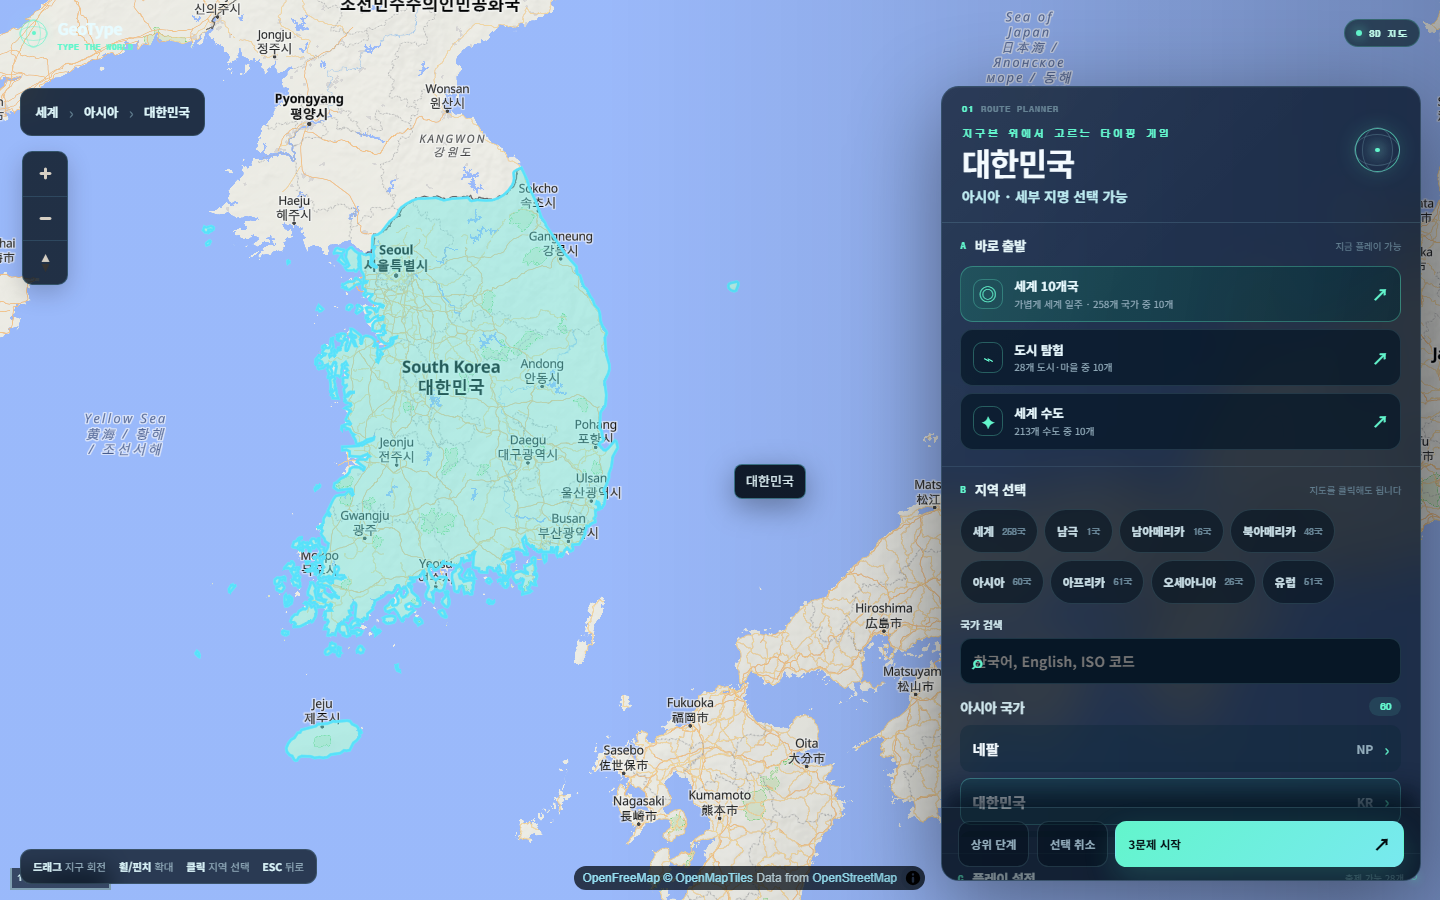 GeoType
TYPE THE WORLD
세계 › 아시아 › 대한민국
+
−
▲
조선민주주의인민공화국
신의주시
Jongju
정주시
Wonsan
원산시
Pyongyang
평양시
KANGWON
강원도
Haeju
해주시
Sokcho
속초시
Gangneung
강릉시
Seoul
서울특별시
South Korea
대한민국
Andong
안동시
Pohang
포항시
Jeonju
전주시
Daegu
대구광역시
Ulsan
울산광역시
Gwangju
광주
Busan
부산광역시
Mokpo
목포시
Yeosu
여수시
Jeju
제주시
Yellow Sea
黄海 / 황해
/ 조선서해
Sea of
Japan
日本海 /
Японское
море / 동해
대한민국
Hiroshima
広島市
松江
Matsuyam
松山市
Fukuoka
福岡市
Sasebo
佐世保市
Oita
大分市
Nagasaki
長崎市
Kumamoto
熊本市
드래그 지구 회전 휠/핀치 확대 클릭 지역 선택 ESC 뒤로
OpenFreeMap © OpenMapTiles Data from OpenStreetMap
3D 지도
01 ROUTE PLANNER
지구본 위에서 고르는 타이핑 게임
대한민국
아시아 · 세부 지명 선택 가능
A 바로 출발 지금 플레이 가능
세계 10개국
가볍게 세계 일주 · 258개 국가 중 10개
도시 탐험
28개 도시·마을 중 10개
세계 수도
213개 수도 중 10개
B 지역 선택 지도를 클릭해도 됩니다
세계 258국 남극 1국 남아메리카 16국 북아메리카 43국
아시아 60국 아프리카 61국 오세아니아 26국 유럽 51국
국가 검색
한국어, English, ISO 코드
아시아 국가 60
네팔 NP ›
대한민국 KR ›
상위 단계 선택 취소 3문제 시작
C 플레이 설정 출제 가능 28개